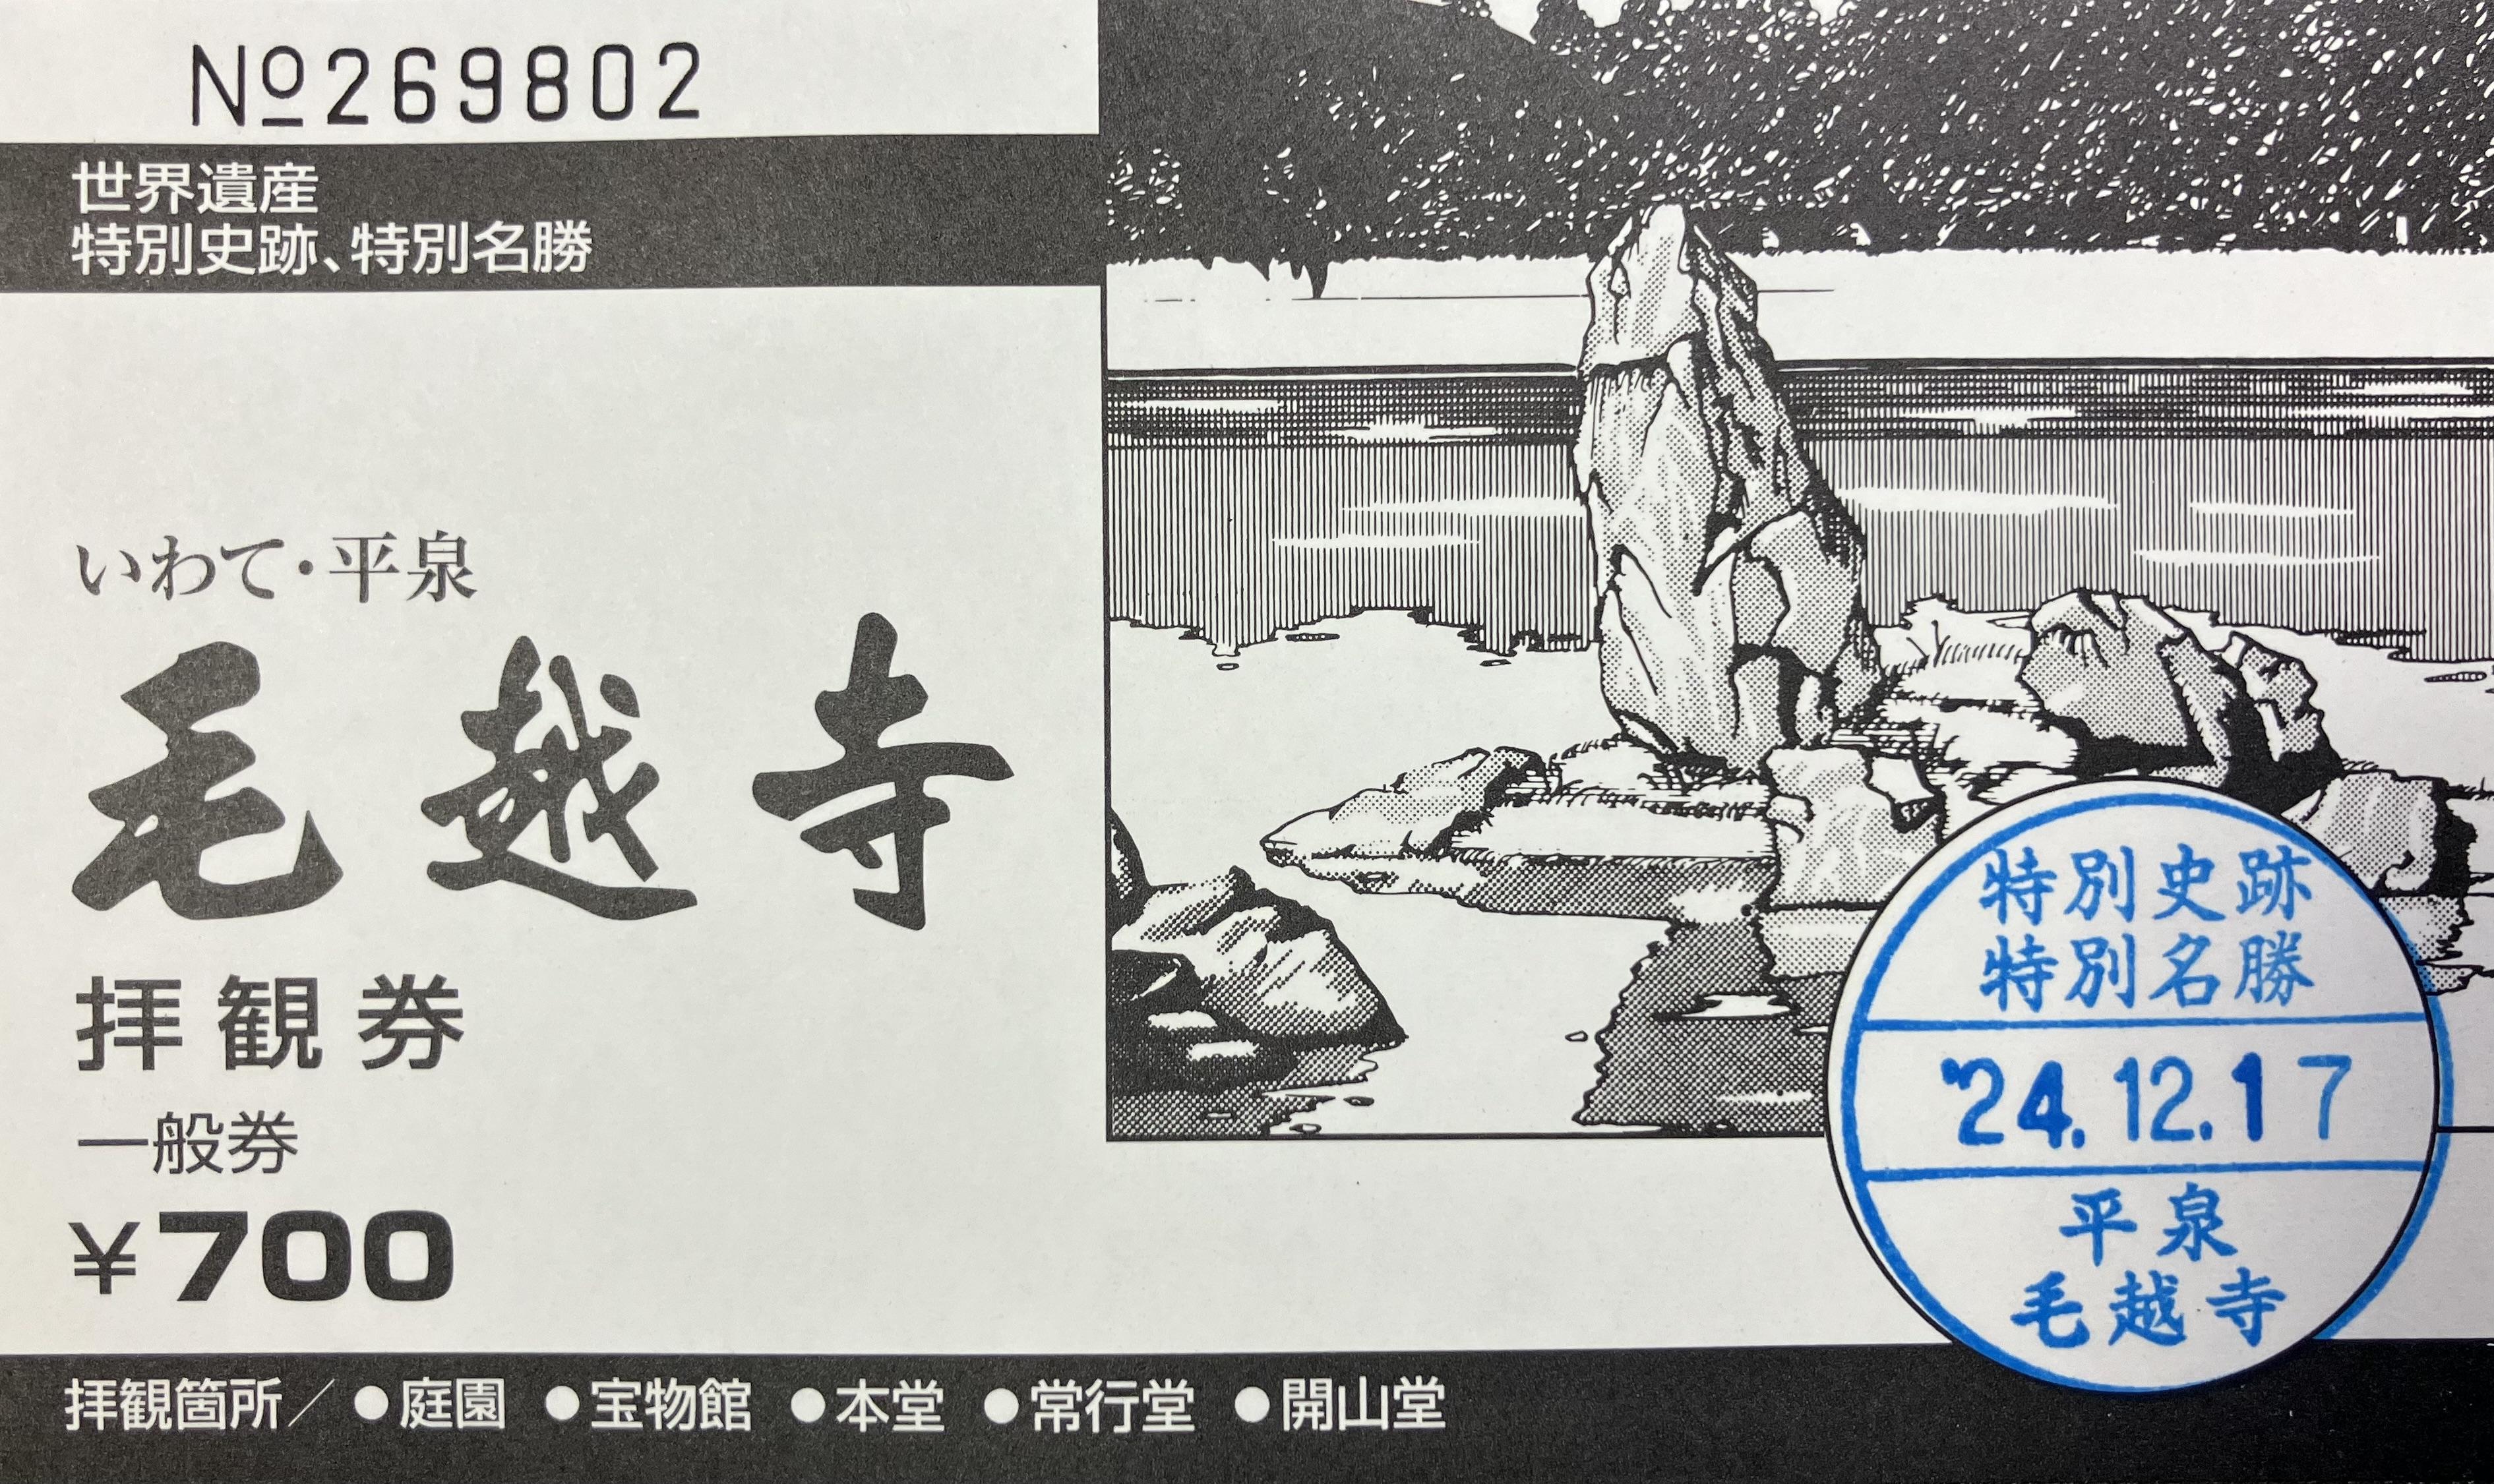 №269802
世界遺産
特別史跡、特別名勝
いわて・平泉
毛越寺
拝観券
一般券
¥700
特別史跡
特別名勝
'24.12.17
平泉
毛越寺
拝観箇所／●庭園 ●宝物館 ●本堂 ●常行堂 ●開山堂